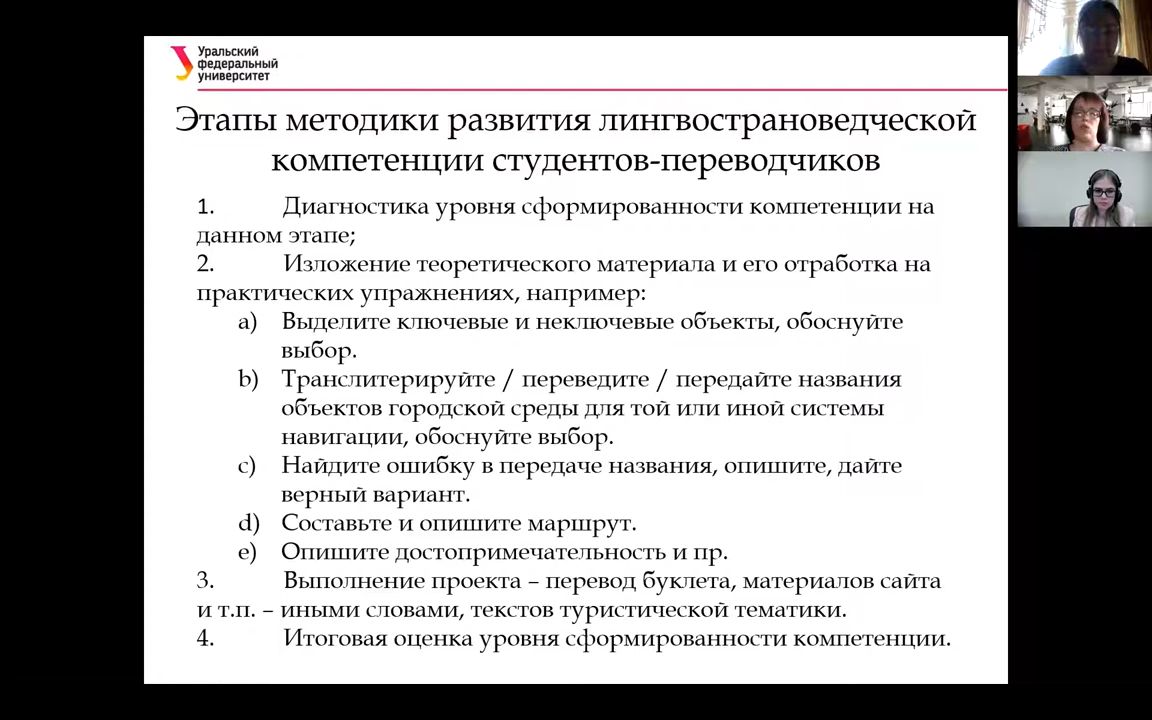 Уральский
федеральный
университет
Этапы методики развития лингвострановедческой
компетенции студентов-переводчиков
1. Диагностика уровня сформированности компетенции на
данном этапе;
2. Изложение теоретического материала и его отработка на
практических упражнениях, например:
a) Выделите ключевые и неключевые объекты, обоснуйте
выбор.
b) Транслитерируйте / переведите / передайте названия
объектов городской среды для той или иной системы
навигации, обоснуйте выбор.
c) Найдите ошибку в передаче названия, опишите, дайте
верный вариант.
d) Составьте и опишите маршрут.
e) Опишите достопримечательность и пр.
3. Выполнение проекта – перевод буклета, материалов сайта
и т.п. – иными словами, текстов туристической тематики.
4. Итоговая оценка уровня сформированности компетенции.